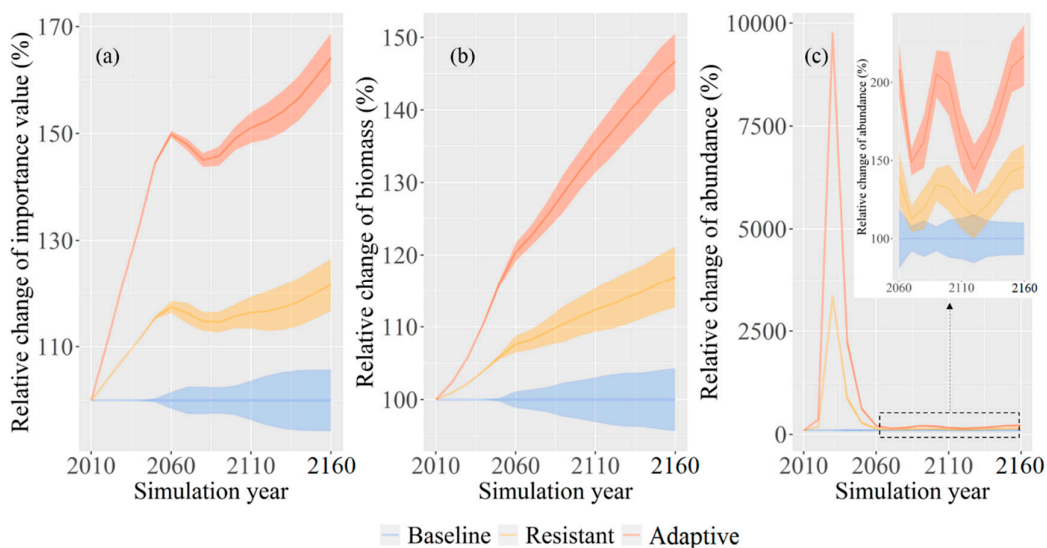 (a)
Relative change of importance value (%)
170
150
130
110
2010 2060 2110 2160
Simulation year
(b)
Relative change of biomass (%)
150
140
130
120
110
100
2010 2060 2110 2160
Simulation year
(c)
Relative change of abundance (%)
10000
7500
5000
2500
0
2010 2060 2110 2160
Simulation year
Relative change of abundance (%)
200
150
100
2060 2110 2160
Baseline Resistant Adaptive